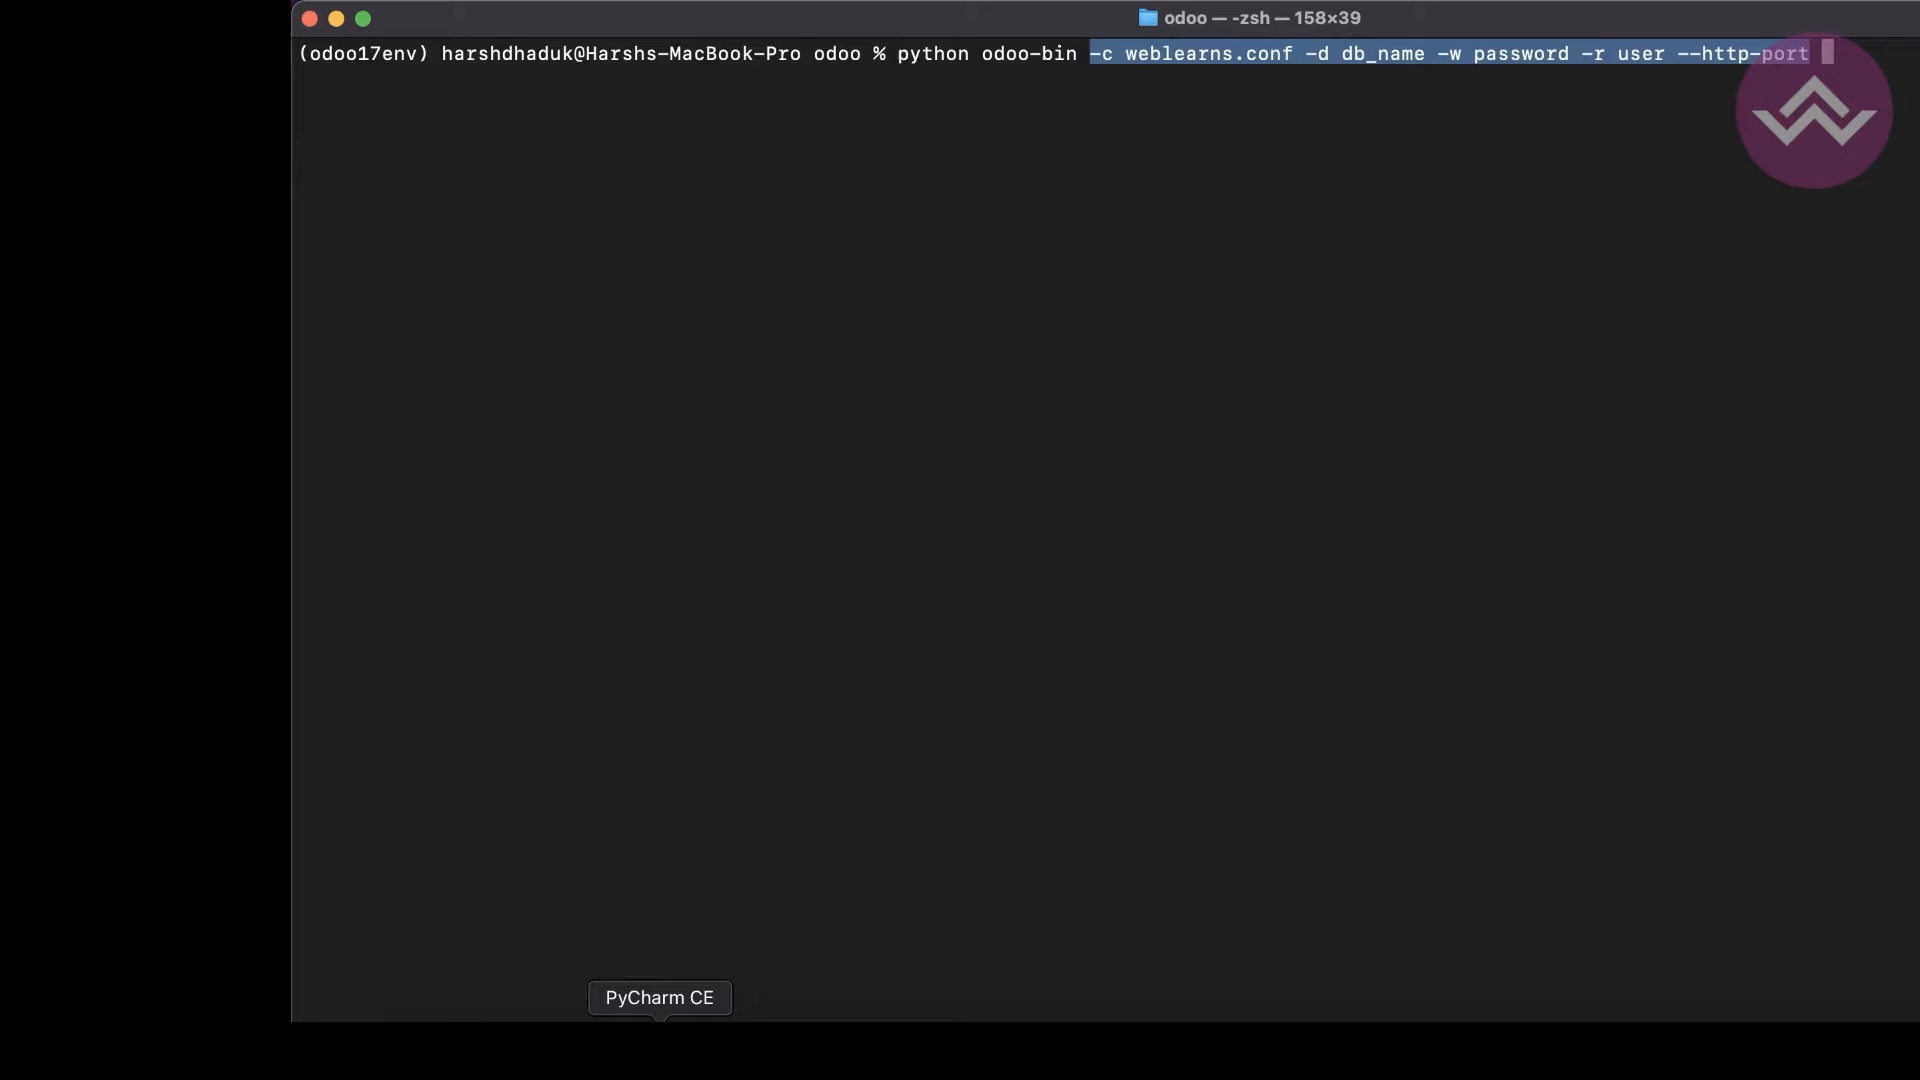 odoo — -zsh — 158×39
(odoo17env) harshdhaduk@Harshs-MacBook-Pro odoo % python odoo-bin -c weblearns.conf -d db_name -w password -r user --http-port
PyCharm CE